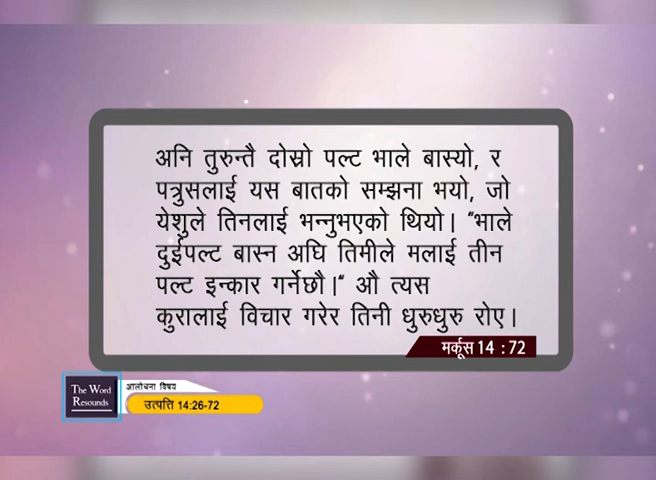 अनि तुरुन्तै दोस्रो पल्ट भाले बास्यो, र
पत्रुसलाई यस बातको सम्झना भयो, जो
येशुले तिनलाई भन्नुभएको थियो। "भाले
दुईपल्ट बास्न अघि तिमीले मलाई तीन
पल्ट इन्कार गर्नेछौ।“ औ त्यस
कुरालाई विचार गरेर तिनी धुरुधुरु रोए।
मर्कूस 14 : 72
The Word
Resounds
आलोचना विषय
उत्पत्ति 14:26-72